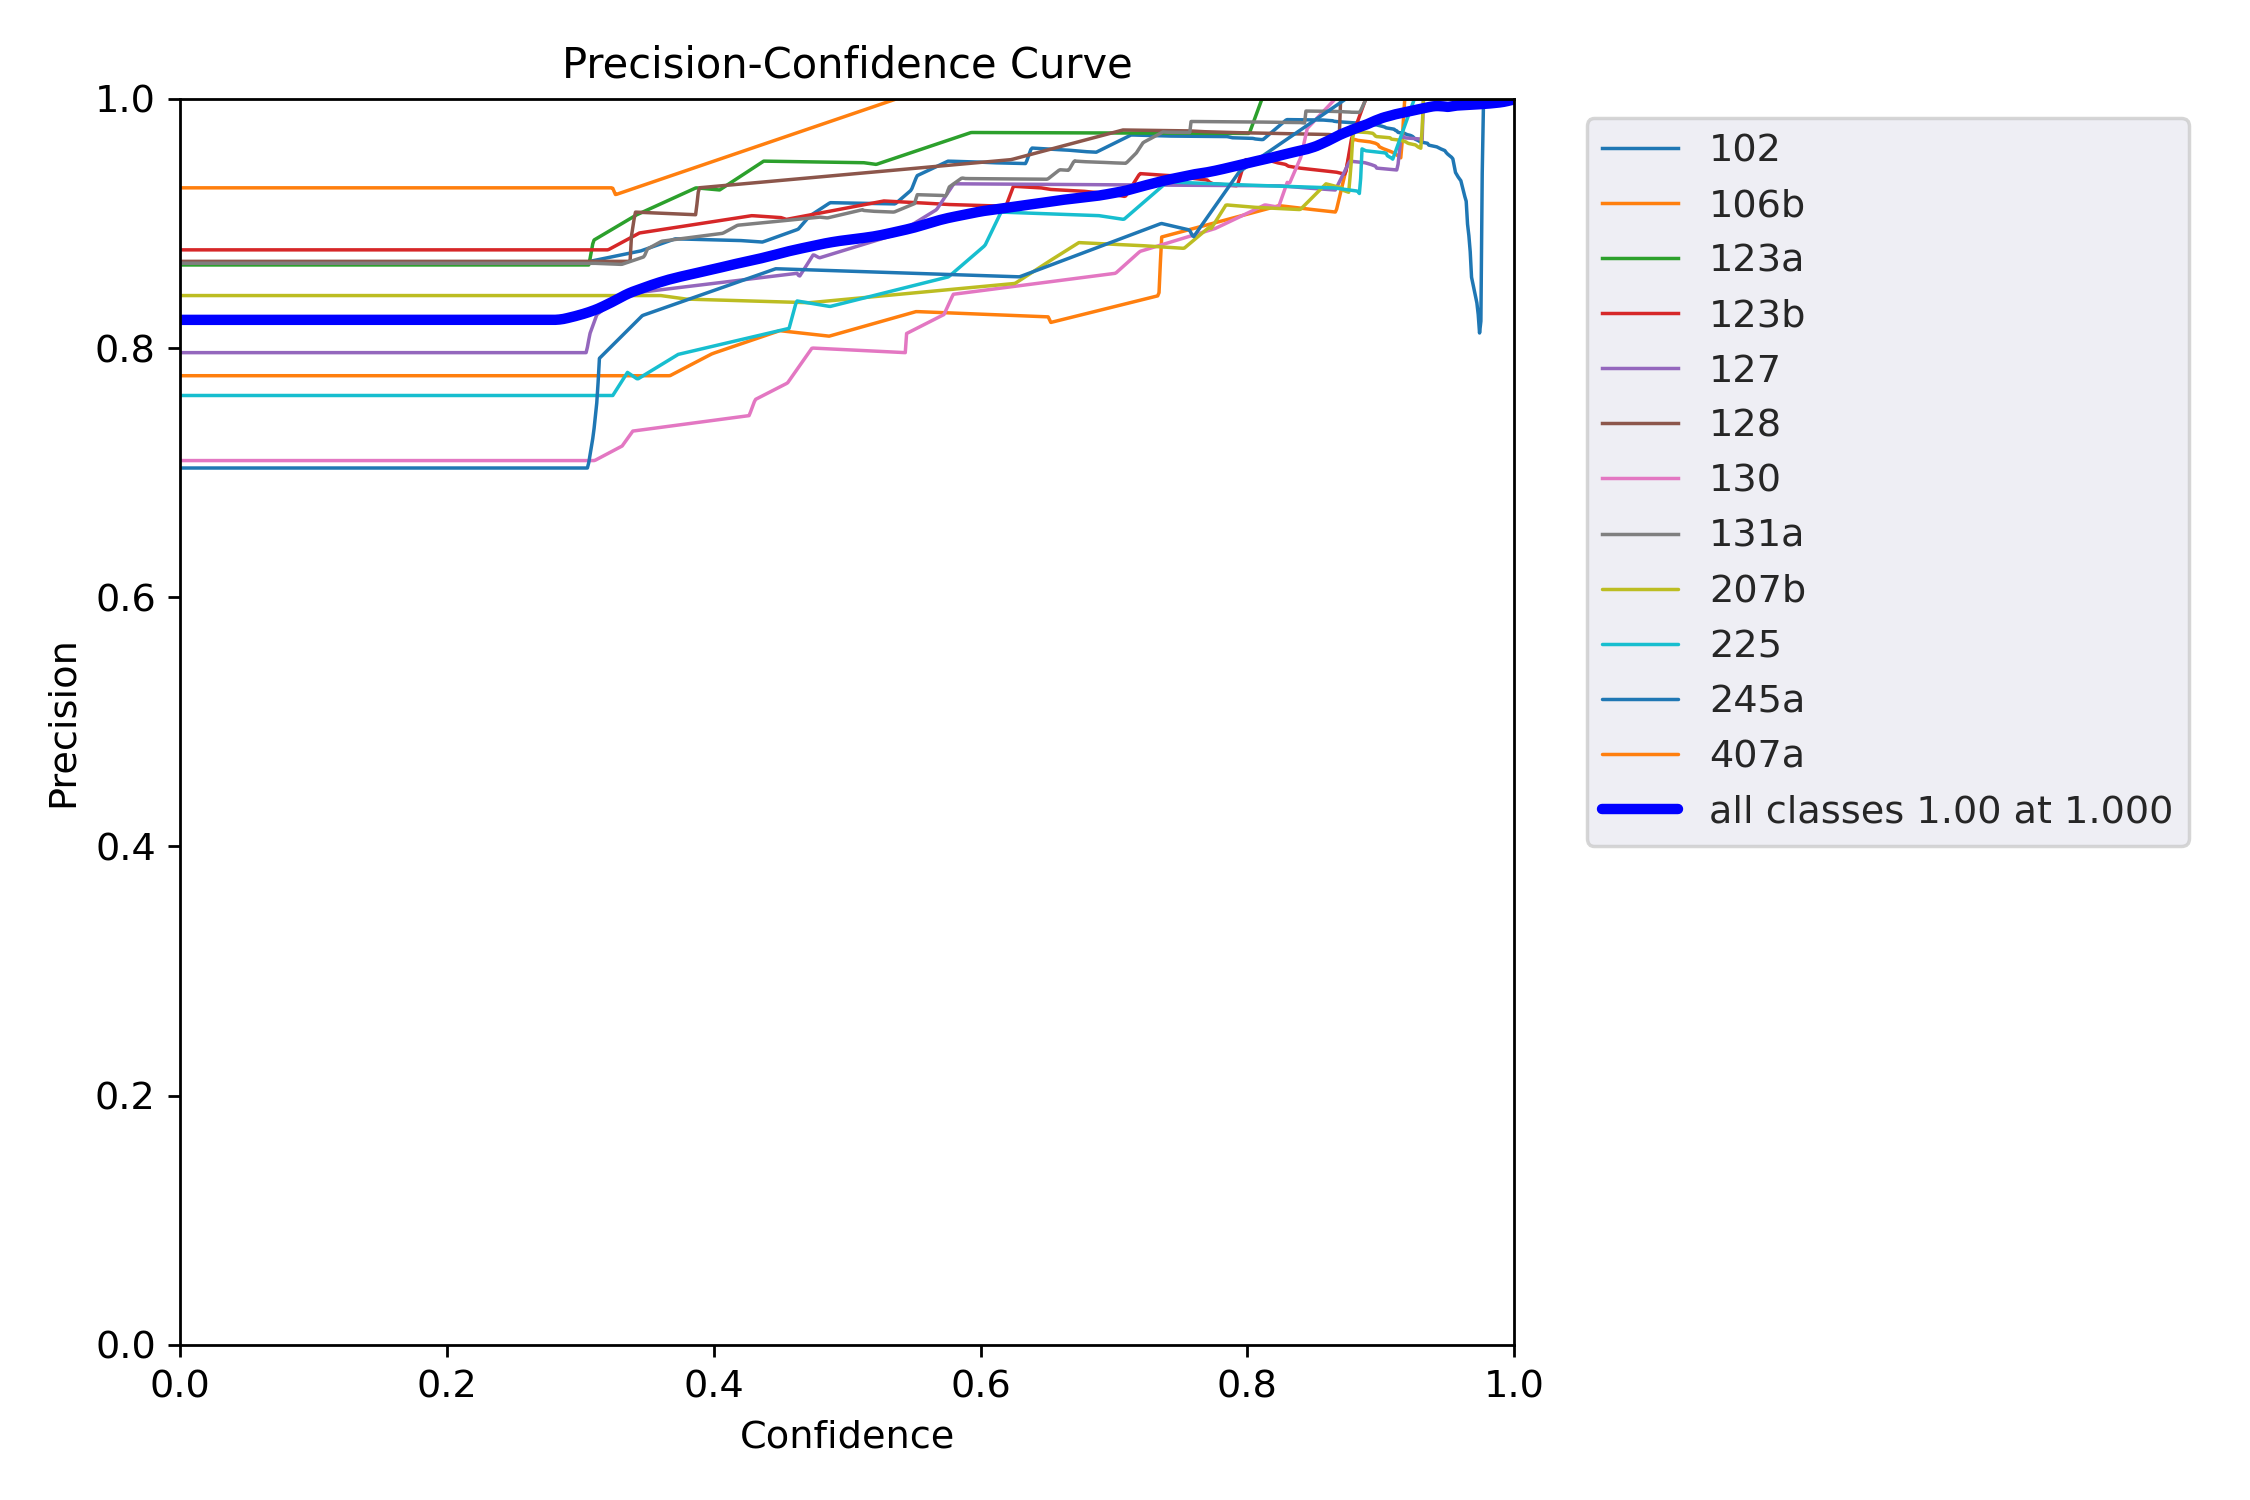 Precision-Confidence Curve
1.0
0.8
0.6
0.4
0.2
0.0
Precision
0.0 0.2 0.4 0.6 0.8 1.0
Confidence
102
106b
123a
123b
127
128
130
131a
207b
225
245a
407a
all classes 1.00 at 1.000